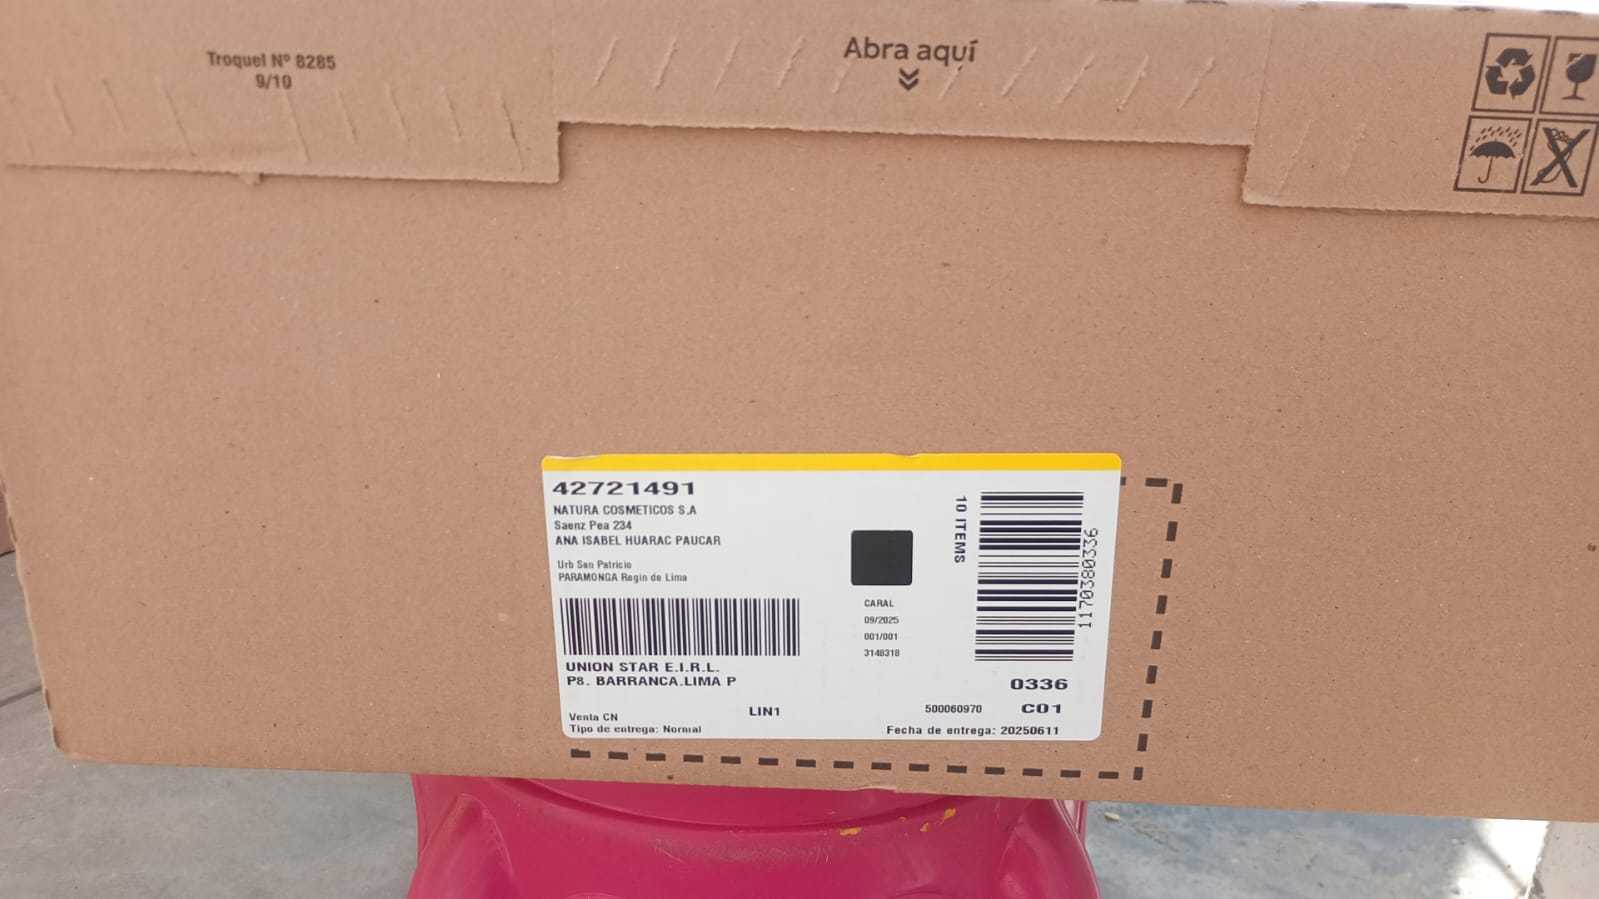 Troquel Nº 8285
9/10
Abra aquí
42721491
NATURA COSMETICOS S.A
Saenz Pea 234
ANA ISABEL HUARAC PAUCAR
Urb San Patricio
PARAMONGA Regin de Lima
UNION STAR E.I.R.L.
P8. BARRANCA.LIMA P
Venta CN
Tipo de entrega: Normal
LIN1
CARAL
09/2025
001/001
3148318
10 ITEMS
1170380336
0336
500060970 C01
Fecha de entrega: 20250611